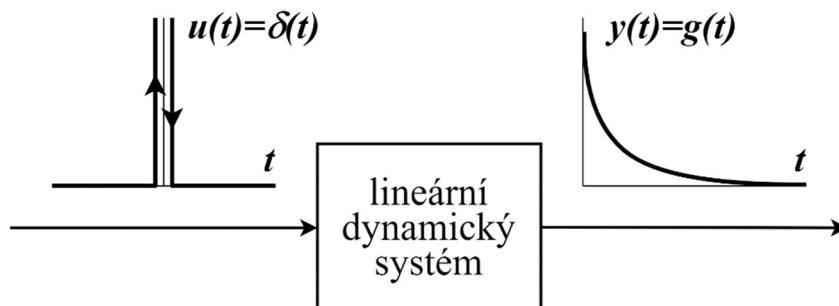 u(t)=δ(t)
y(t)=g(t)
t
t
lineární
dynamický
systém